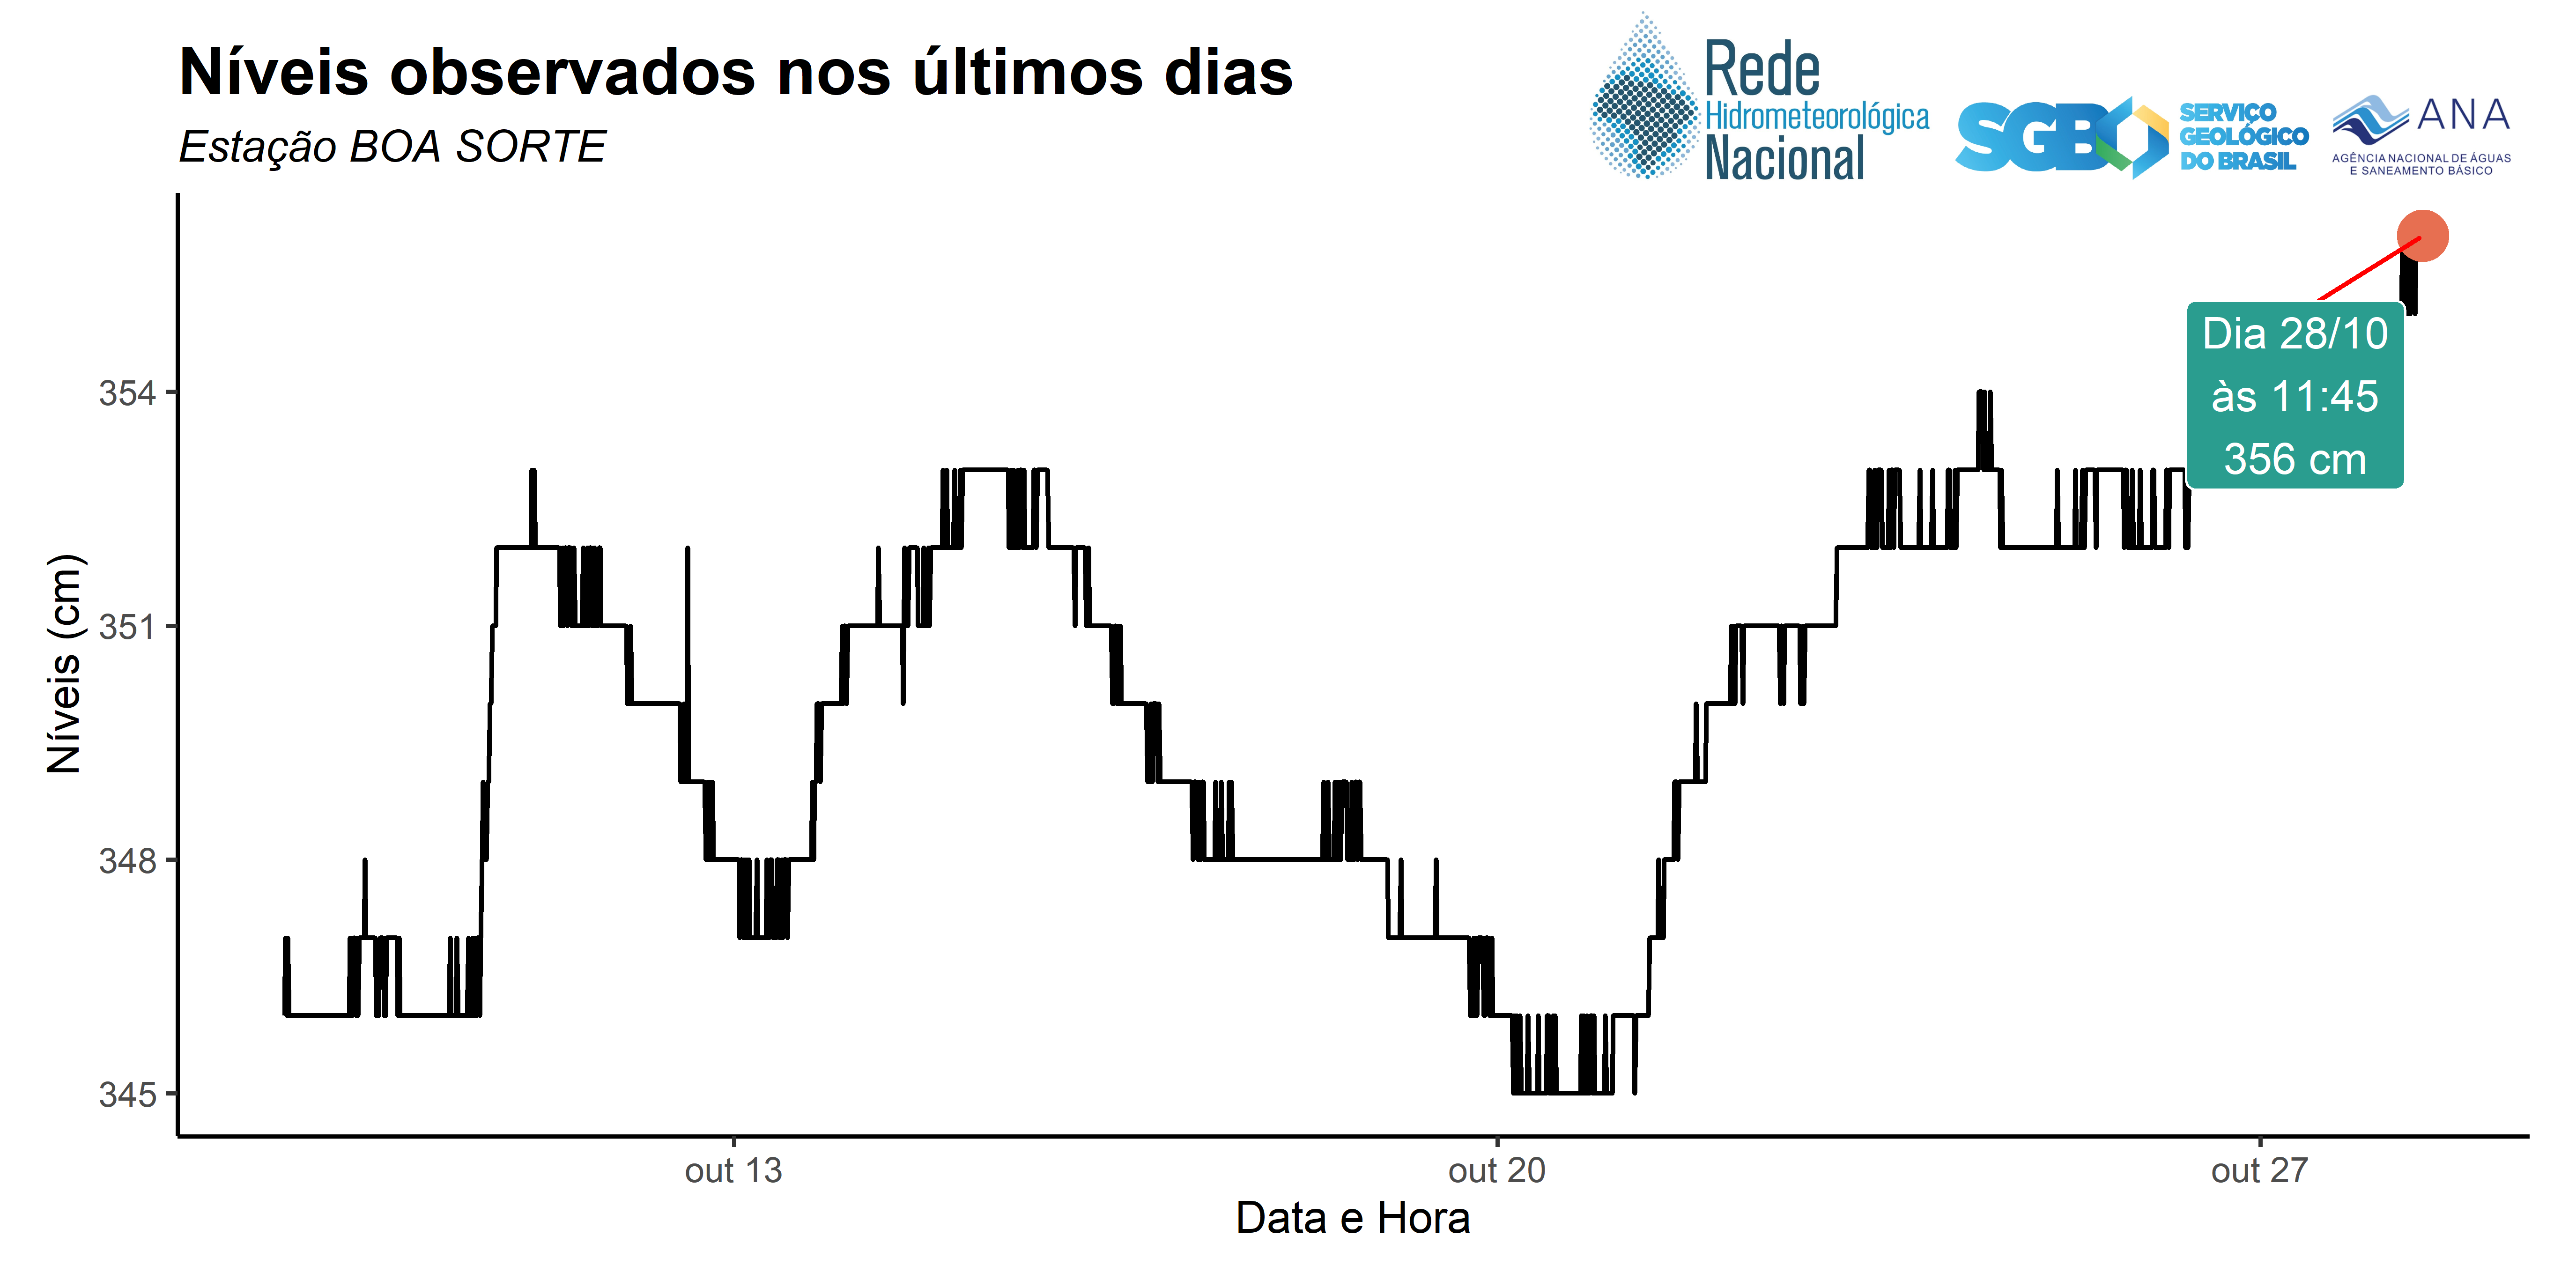 Níveis observados nos últimos dias
Estação BOA SORTE
Rede
Hidrometeorológica
Nacional
SGB
SERVIÇO
GEOLÓGICO
DO BRASIL
ANA
AGÊNCIA NACIONAL DE ÁGUAS
E SANEAMENTO BÁSICO
Dia 28/10
às 11:45
356 cm
354
351
348
345
Níveis (cm)
out 13
out 20
out 27
Data e Hora